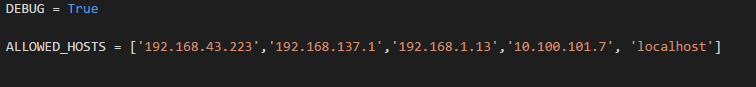 DEBUG = True
ALLOWED_HOSTS = ['192.168.43.223','192.168.137.1','192.168.1.13','10.100.101.7', 'localhost']